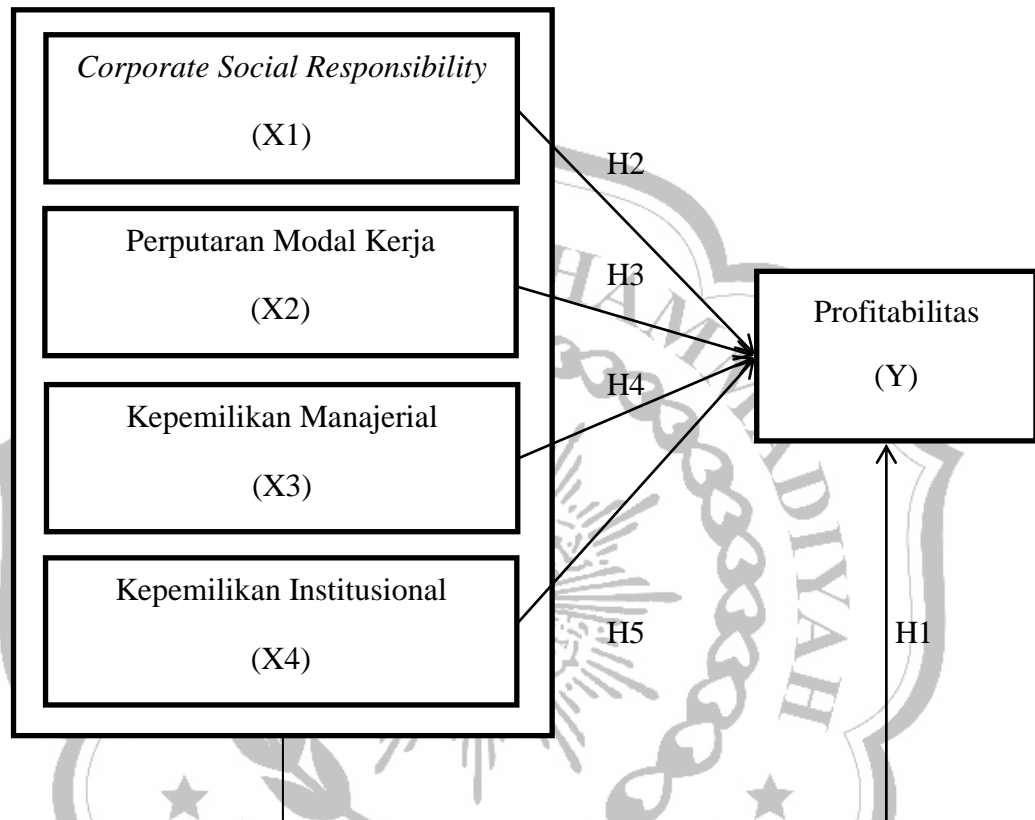 Corporate Social Responsibility
(X1)
Perputaran Modal Kerja
(X2)
Kepemilikan Manajerial
(X3)
Kepemilikan Institusional
(X4)
H2
H3
H4
H5
Profitabilitas
(Y)
H1
HAMMADIYAH